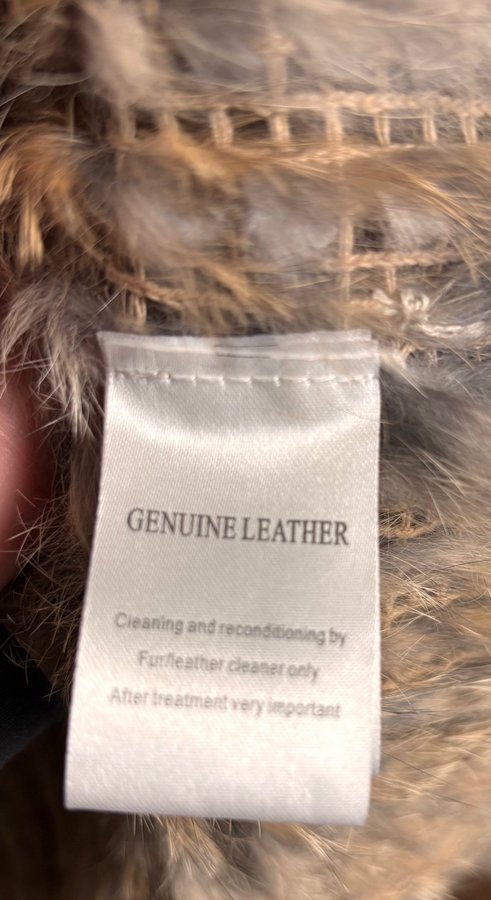 GENUINE LEATHER
Cleaning and reconditioning by
Fur/leather cleaner only
After treatment very important